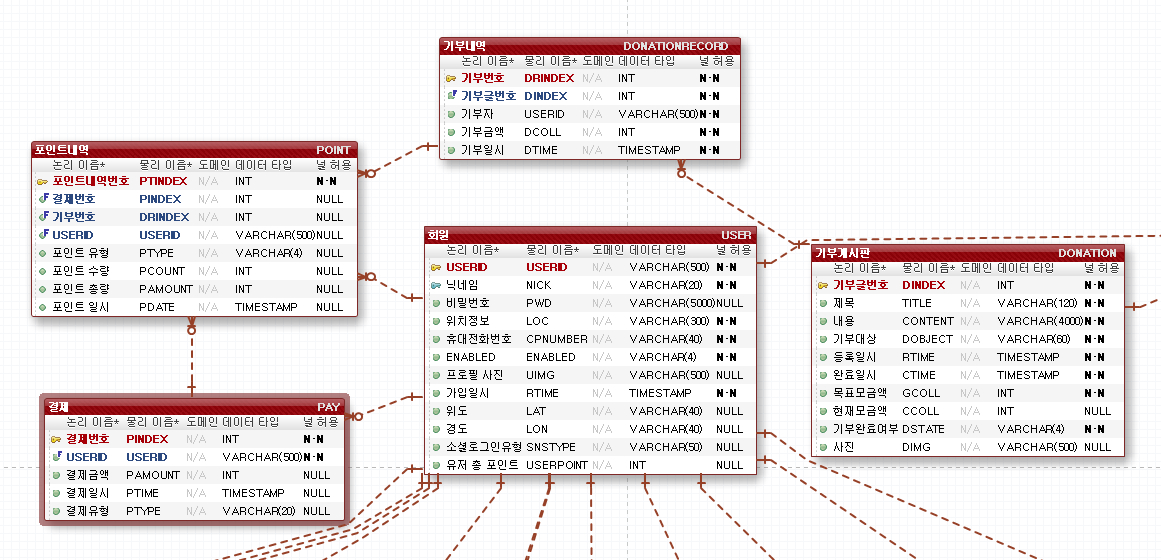 기부내역 DONATIONRECORD
논리 이름* 물리 이름* 도메인 데이터 타입 널 허용
기부번호 DRINDEX N/A INT N-N
기부글번호 DINDEX N/A INT N-N
기부자 USERID N/A VARCHAR(500) N-N
기부금액 DCOLL N/A INT N-N
기부일시 DTIME N/A TIMESTAMP N-N
포인트내역 POINT
논리 이름* 물리 이름* 도메인 데이터 타입 널 허용
포인트내역번호 PTINDEX N/A INT N-N
결제번호 PINDEX N/A INT NULL
기부번호 DRINDEX N/A INT NULL
USERID USERID N/A VARCHAR(500) NULL
포인트 유형 PTYPE N/A VARCHAR(4) NULL
포인트 수량 PCOUNT N/A INT NULL
포인트 총량 PAMOUNT N/A INT NULL
포인트 일시 PDATE N/A TIMESTAMP NULL
회원 USER
논리 이름* 물리 이름* 도메인 데이터 타입 널 허용
USERID USERID N/A VARCHAR(500) N-N
닉네임 NICK N/A VARCHAR(20) N-N
비밀번호 PWD N/A VARCHAR(5000) NULL
위치정보 LOC N/A VARCHAR(300) N-N
휴대전화번호 CPNUMBER N/A VARCHAR(40) N-N
ENABLED ENABLED N/A VARCHAR(4) N-N
프로필 사진 UIMG N/A VARCHAR(500) NULL
가입일시 RTIME N/A TIMESTAMP N-N
위도 LAT N/A VARCHAR(40) NULL
경도 LON N/A VARCHAR(40) NULL
소셜로그인유형 SNSTYPE N/A VARCHAR(50) NULL
유저 총 포인트 USERPOINT N/A INT NULL
기부게시판 DONATION
논리 이름* 물리 이름* 도메인 데이터 타입 널 허용
기부글번호 DINDEX N/A INT N-N
제목 TITLE N/A VARCHAR(120) N-N
내용 CONTENT N/A VARCHAR(4000) N-N
기부대상 DOBJECT N/A VARCHAR(60) N-N
등록일시 RTIME N/A TIMESTAMP N-N
완료일시 CTIME N/A TIMESTAMP N-N
목표모금액 GCOLL N/A INT N-N
현재모금액 CCOLL N/A INT NULL
기부완료여부 DSTATE N/A VARCHAR(4) N-N
사진 DIMG N/A VARCHAR(500) NULL
결제 PAY
논리 이름* 물리 이름* 도메인 데이터 타입 널 허용
결제번호 PINDEX N/A INT N-N
USERID USERID N/A VARCHAR(500) N-N
결제금액 PAMOUNT N/A INT NULL
결제일시 PTIME N/A TIMESTAMP NULL
결제유형 PTYPE N/A VARCHAR(20) NULL